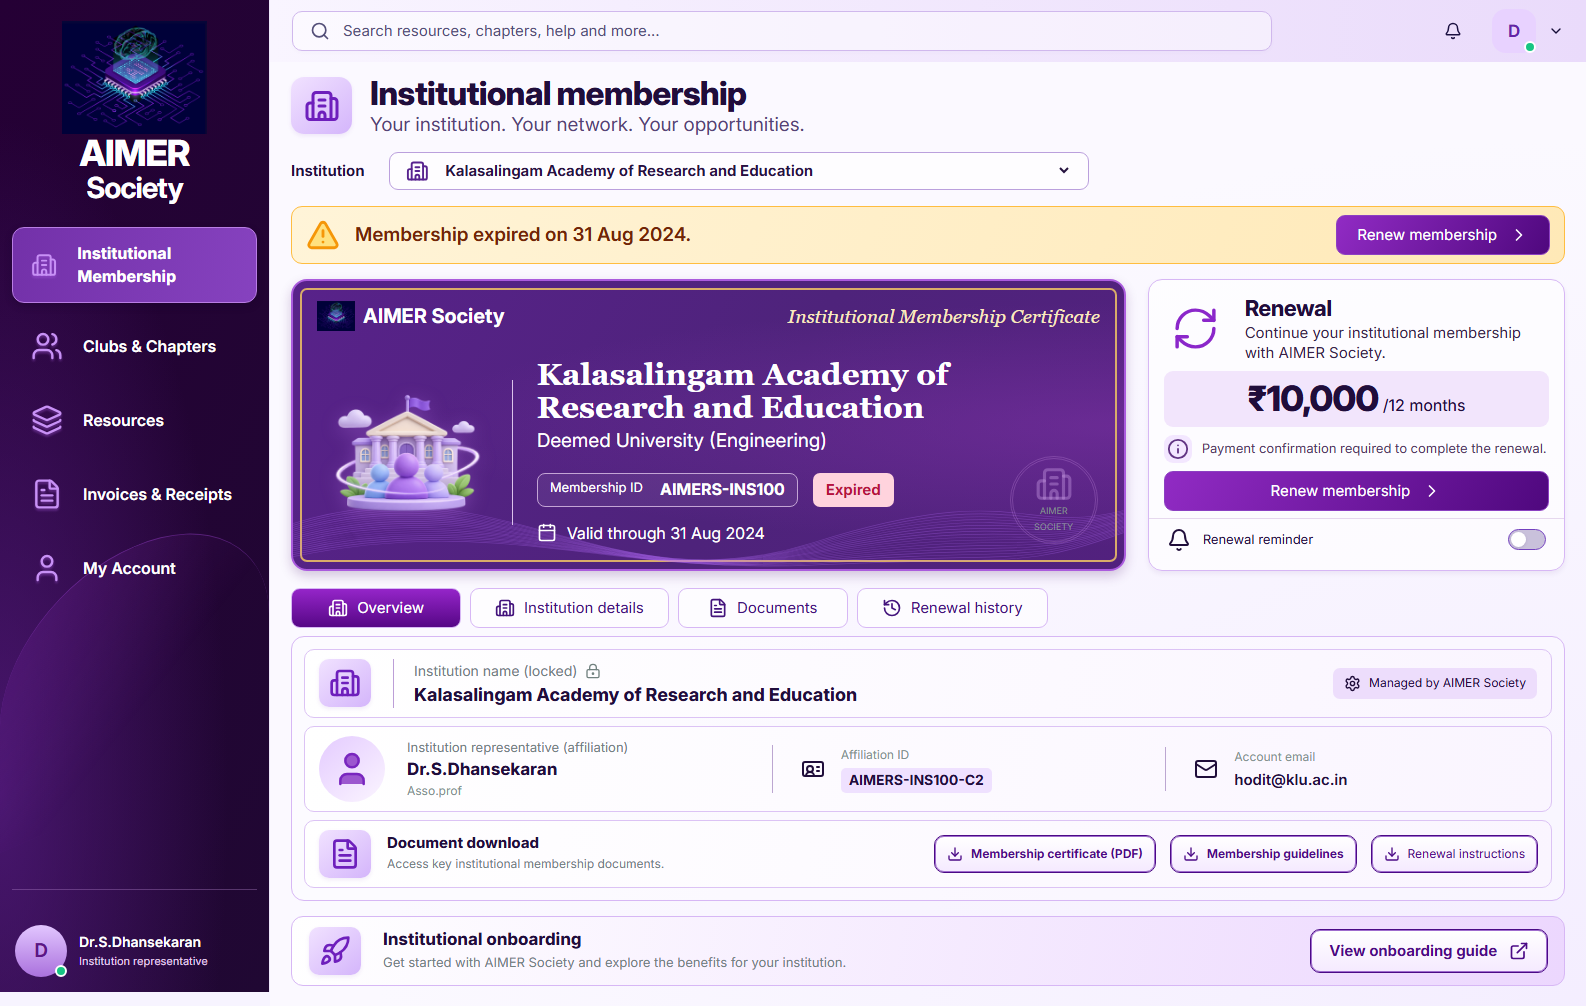 AIMER
Society
Institutional
Membership
Clubs & Chapters
Resources
Invoices & Receipts
My Account
D
Dr.S.Dhansekaran
Institution representative
Search resources, chapters, help and more...
D
Institutional membership
Your institution. Your network. Your opportunities.
Institution
Kalasalingam Academy of Research and Education
Membership expired on 31 Aug 2024.
Renew membership
AIMER Society
Institutional Membership Certificate
Kalasalingam Academy of
Research and Education
Deemed University (Engineering)
Membership ID AIMERS-INS100
Expired
Valid through 31 Aug 2024
AIMER
SOCIETY
Renewal
Continue your institutional membership
with AIMER Society.
₹10,000 /12 months
Payment confirmation required to complete the renewal.
Renew membership
Renewal reminder
Overview
Institution details
Documents
Renewal history
Institution name (locked)
Kalasalingam Academy of Research and Education
Managed by AIMER Society
Institution representative (affiliation)
Dr.S.Dhansekaran
Asso.prof
Affiliation ID
AIMERS-INS100-C2
Account email
hodit@klu.ac.in
Document download
Access key institutional membership documents.
Membership certificate (PDF)
Membership guidelines
Renewal instructions
Institutional onboarding
Get started with AIMER Society and explore the benefits for your institution.
View onboarding guide